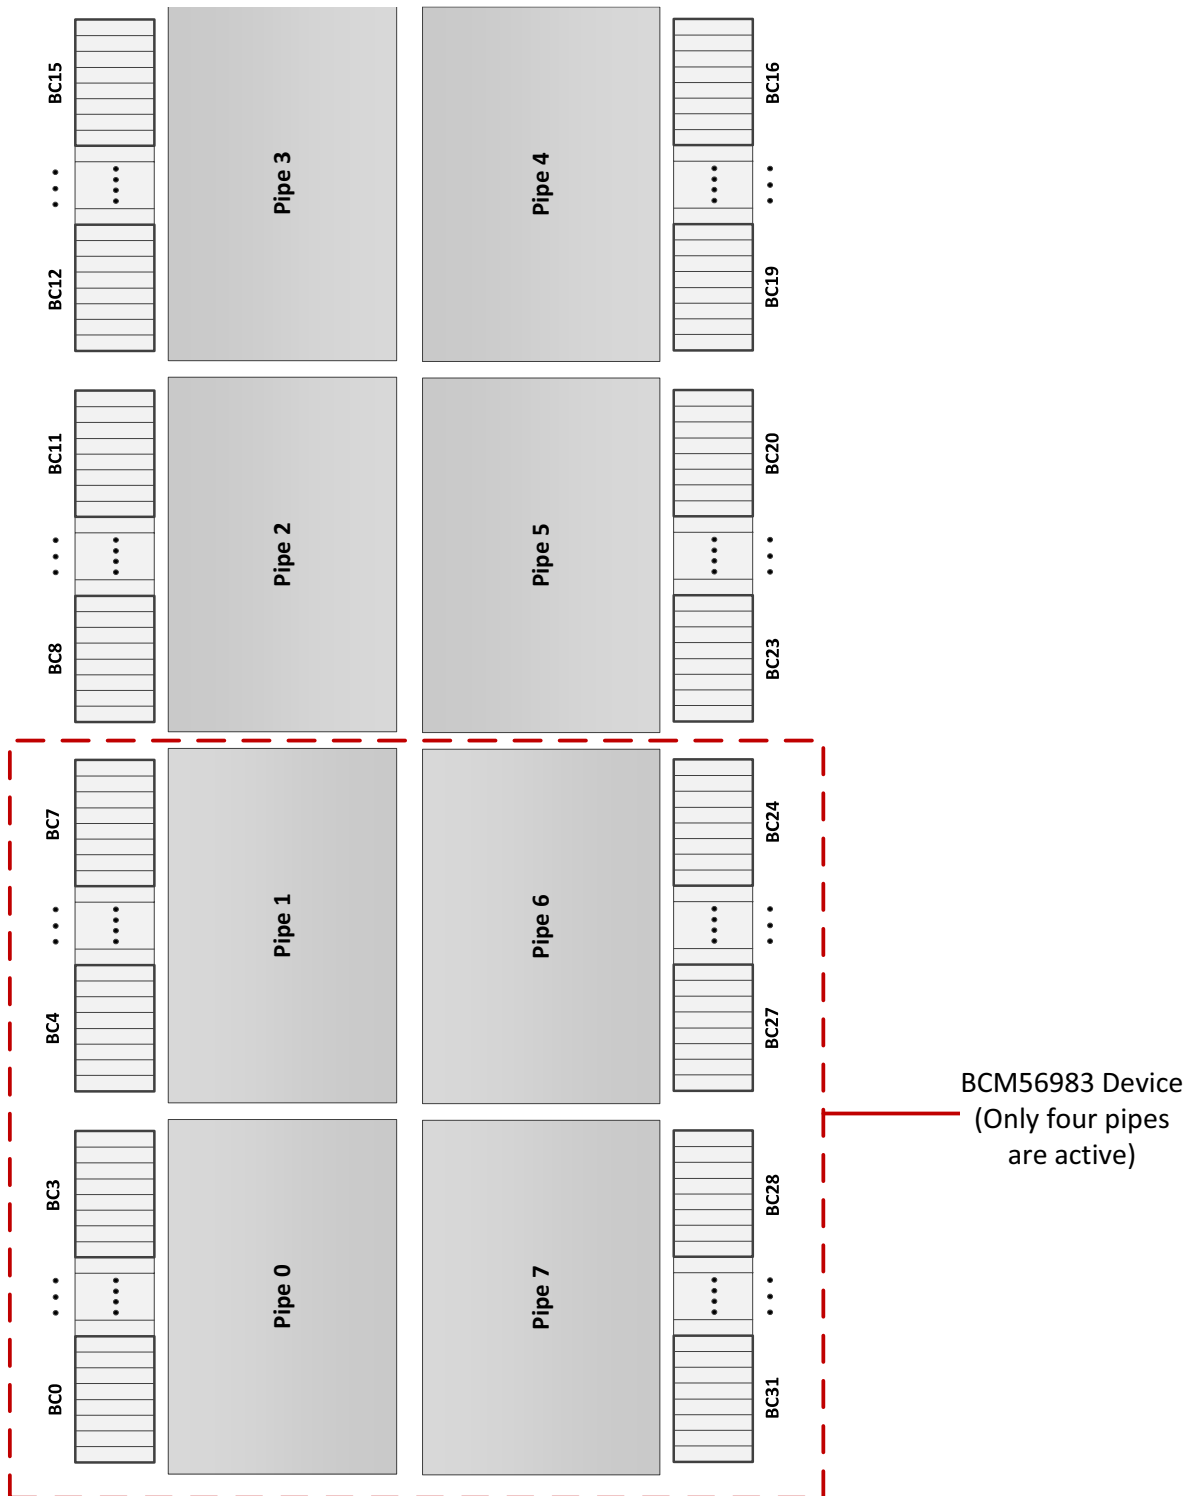 BC15
Pipe 3
Pipe 4
BC16
BC12
BC19
BC11
Pipe 2
Pipe 5
BC20
BC8
BC23
BC7
Pipe 1
Pipe 6
BC24
BC4
BC27
BCM56983 Device
(Only four pipes
are active)
BC3
Pipe 0
Pipe 7
BC28
BC0
BC31